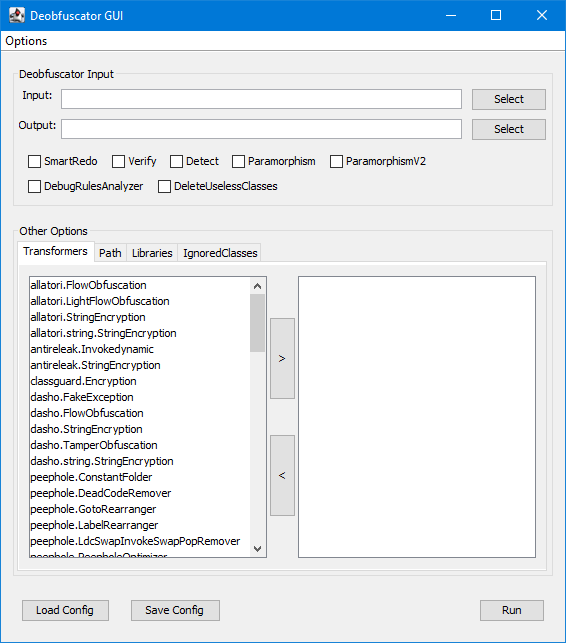 Deobfuscator GUI
Options
Deobfuscator Input
Input:
Select
Output:
Select
SmartRedo Verify Detect Paramorphism ParamorphismV2
DebugRulesAnalyzer DeleteUselessClasses
Other Options
Transformers Path Libraries IgnoredClasses
allatori.FlowObfuscation
allatori.LightFlowObfuscation
allatori.StringEncryption
allatori.string.StringEncryption
antireleak.Invokedynamic
antireleak.StringEncryption
classguard.Encryption
dasho.FakeException
dasho.FlowObfuscation
dasho.StringEncryption
dasho.TamperObfuscation
dasho.string.StringEncryption
peephole.ConstantFolder
peephole.DeadCodeRemover
peephole.GotoRearranger
peephole.LabelRearranger
peephole.LdcSwapInvokeSwapPopRemover
peephole.PeepholeOptimizer
>
<
Load Config Save Config Run